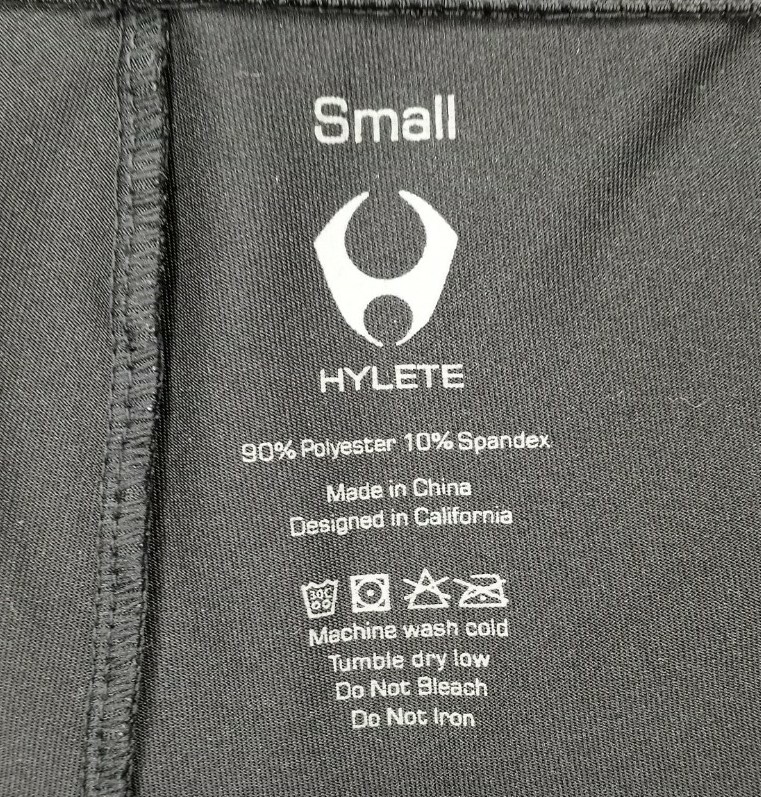 Small
HYLETE
90% Polyester 10% Spandex
Made in China
Designed in California
30C
Machine wash cold
Tumble dry low
Do Not Bleach
Do Not Iron